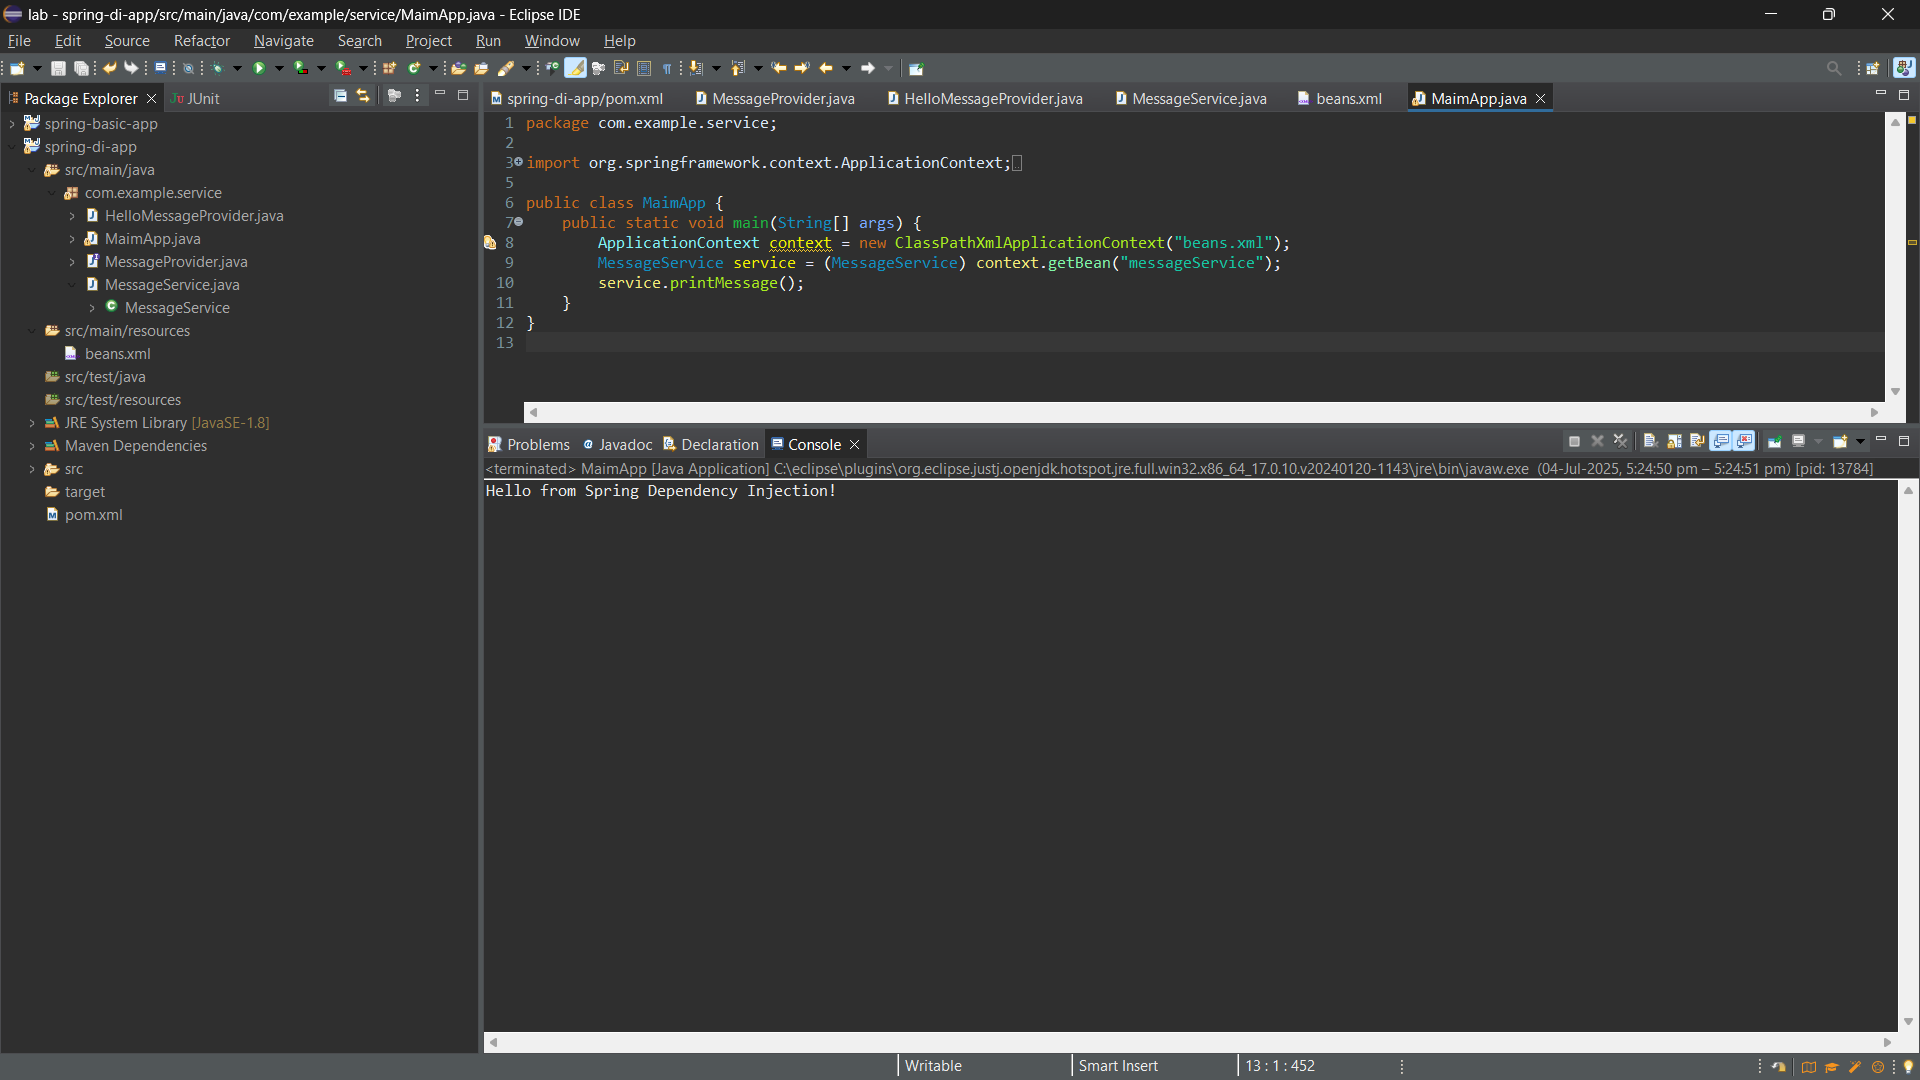 lab - spring-di-app/src/main/java/com/example/service/MaimApp.java - Eclipse IDE
File Edit Source Refactor Navigate Search Project Run Window Help
Package Explorer JUnit
spring-basic-app
spring-di-app
src/main/java
com.example.service
HelloMessageProvider.java
MaimApp.java
MessageProvider.java
MessageService.java
MessageService
src/main/resources
beans.xml
src/test/java
src/test/resources
JRE System Library [JavaSE-1.8]
Maven Dependencies
src
target
pom.xml
spring-di-app/pom.xml MessageProvider.java HelloMessageProvider.java MessageService.java beans.xml MaimApp.java
1 package com.example.service;
2
3 import org.springframework.context.ApplicationContext;
5
6 public class MaimApp {
7 public static void main(String[] args) {
8 ApplicationContext context = new ClassPathXmlApplicationContext("beans.xml");
9 MessageService service = (MessageService) context.getBean("messageService");
10 service.printMessage();
11 }
12 }
13
Problems Javadoc Declaration Console
<terminated> MaimApp [Java Application] C:\eclipse\plugins\org.eclipse.justj.openjdk.hotspot.jre.full.win32.x86_64_17.0.10.v20240120-1143\jre\bin\javaw.exe (04-Jul-2025, 5:24:50 pm – 5:24:51 pm) [pid: 13784]
Hello from Spring Dependency Injection!
Writable Smart Insert 13 : 1 : 452